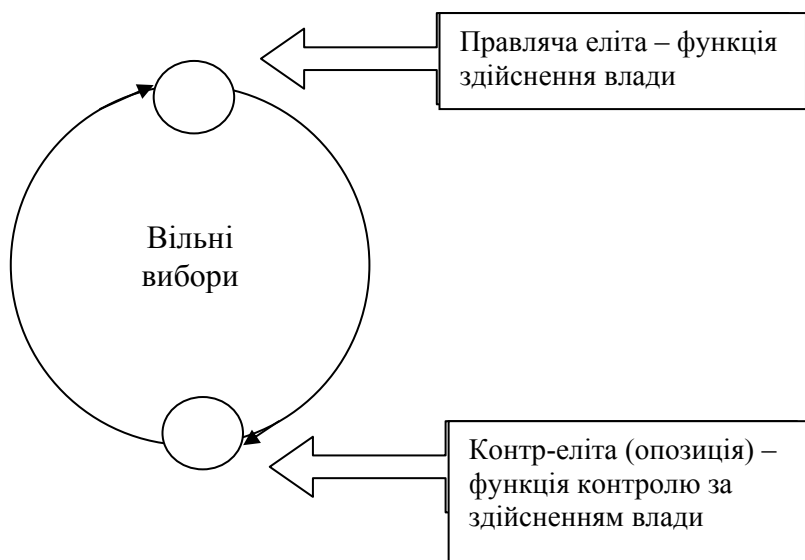 Правляча еліта – функція
здійснення влади
Вільні
вибори
Контр-еліта (опозиція) –
функція контролю за
здійсненням влади